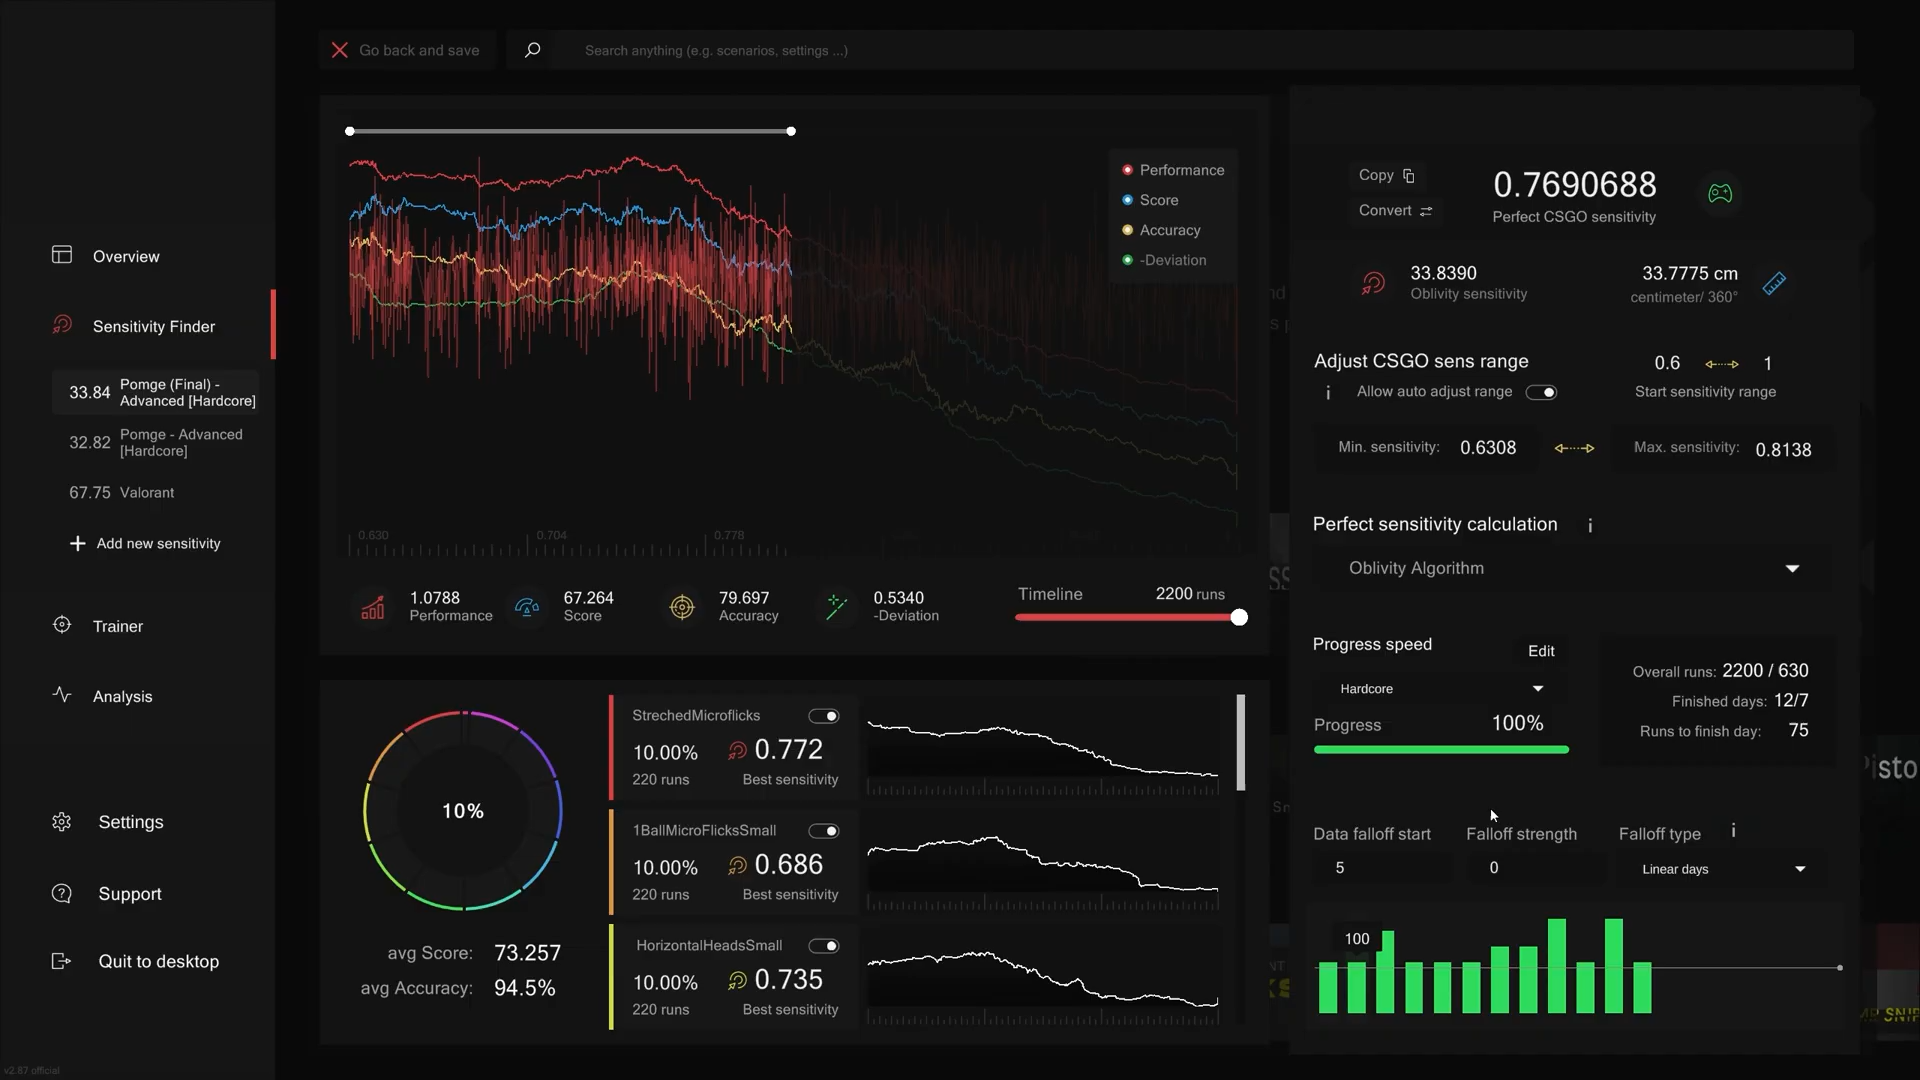 Go back and save
Search anything (e.g. scenarios, settings ...)
Overview
Sensitivity Finder
33.84 Pomge (Final) -
Advanced [Hardcore]
32.82 Pomge - Advanced
[Hardcore]
67.75 Valorant
+ Add new sensitivity
Trainer
Analysis
Settings
Support
Quit to desktop
v2.87 official
Performance
Score
Accuracy
-Deviation
0.630 0.704 0.778
1.0788
Performance
67.264
Score
79.697
Accuracy
0.5340
-Deviation
Timeline 2200 runs
10%
avg Score: 73.257
avg Accuracy: 94.5%
StrechedMicroflicks
10.00% 0.772
220 runs Best sensitivity
1BallMicroFlicksSmall
10.00% 0.686
220 runs Best sensitivity
HorizontalHeadsSmall
10.00% 0.735
220 runs Best sensitivity
Copy
Convert
0.7690688
Perfect CSGO sensitivity
33.8390
Oblivity sensitivity
33.7775 cm
centimeter/ 360°
Adjust CSGO sens range
0.6 1
i Allow auto adjust range
Start sensitivity range
Min. sensitivity: 0.6308
Max. sensitivity: 0.8138
Perfect sensitivity calculation i
Oblivity Algorithm
Progress speed Edit
Hardcore
Progress 100%
Overall runs: 2200 / 630
Finished days: 12/7
Runs to finish day: 75
Data falloff start Falloff strength Falloff type i
5 0 Linear days
100